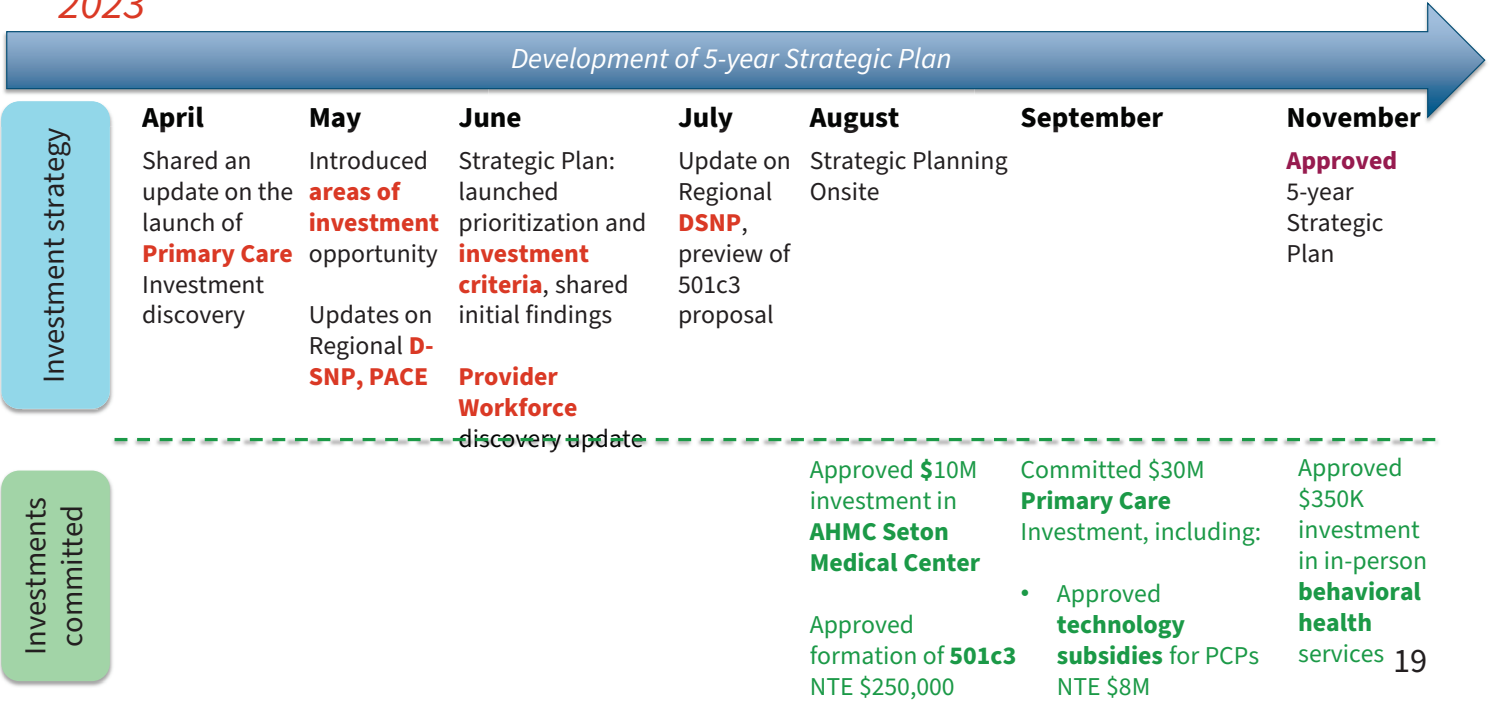 2023
Development of 5-year Strategic Plan
Investment strategy
April
Shared an
update on the
launch of
Primary Care
Investment
discovery
May
Introduced
areas of
investment
opportunity
Updates on
Regional D-
SNP, PACE
June
Strategic Plan:
launched
prioritization and
investment
criteria, shared
initial findings
Provider
Workforce
discovery update
July
Update on
Regional
DSNP,
preview of
501c3
proposal
August
Strategic Planning
Onsite
September
November
Approved
5-year
Strategic
Plan
Investments
committed
Approved $10M
investment in
AHMC Seton
Medical Center
Approved
formation of 501c3
NTE $250,000
Committed $30M
Primary Care
Investment, including:
• Approved
technology
subsidies for PCPs
NTE $8M
Approved
$350K
investment
in in-person
behavioral
health
services
19